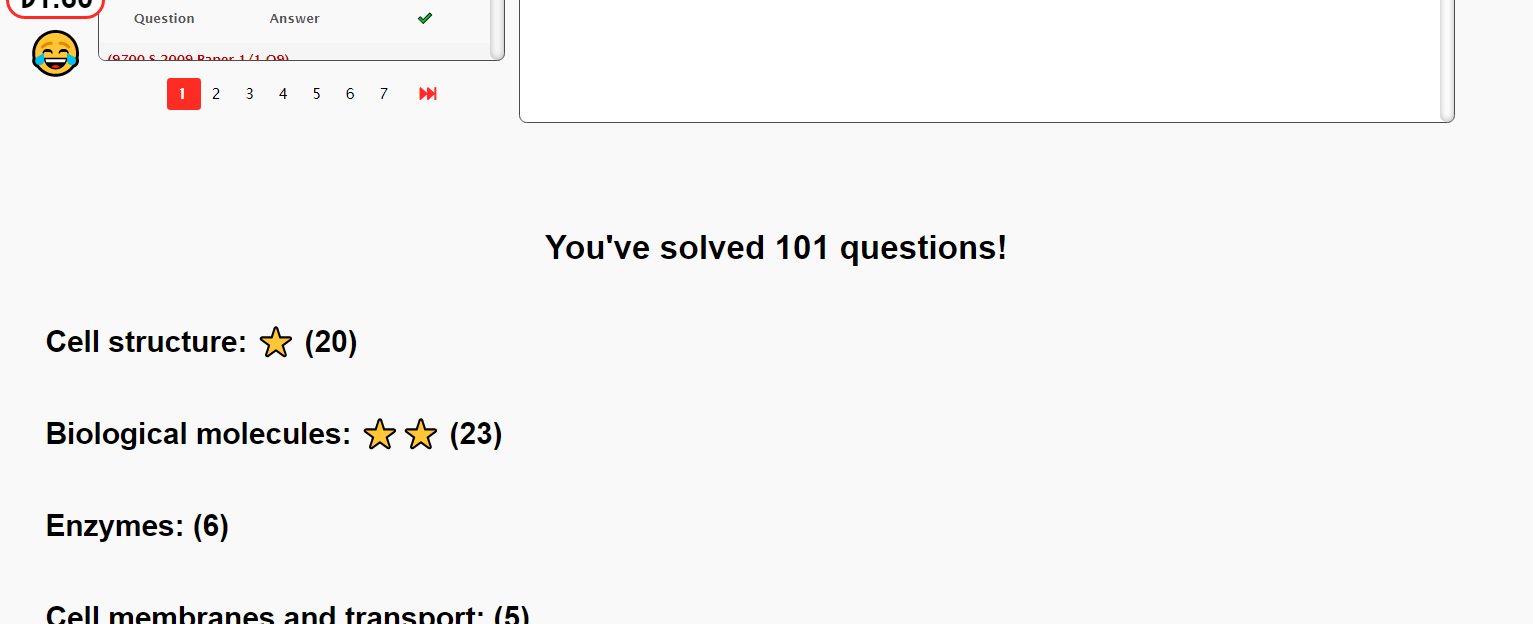 Question Answer
(9700 S 2009 Paper 1/1 Q9)
1 2 3 4 5 6 7
You've solved 101 questions!
Cell structure: (20)
Biological molecules: (23)
Enzymes: (6)
Cell membranes and transport: (5)